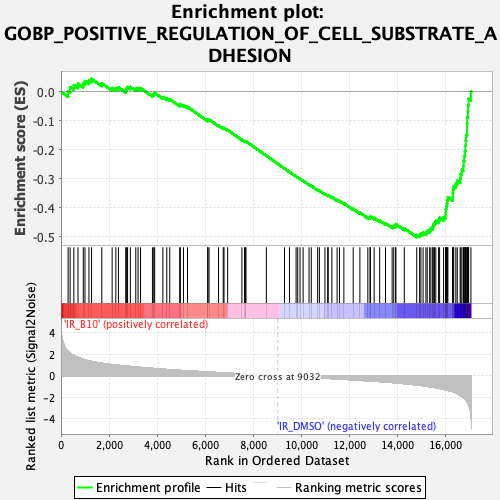 Enrichment plot:
GOBP_POSITIVE_REGULATION_OF_CELL_SUBSTRATE_A
DHESION
Enrichment score (ES)
0.0
-0.1
-0.2
-0.3
-0.4
-0.5
'IR_B10' (positively correlated)
Ranked list metric (Signal2Noise)
4
2
0
-2
-4
Zero cross at 9032
'IR_DMSO' (negatively correlated)
0
2,000
4,000
6,000
8,000
10,000
12,000
14,000
16,000
Rank in Ordered Dataset
Enrichment profile
Hits
Ranking metric scores